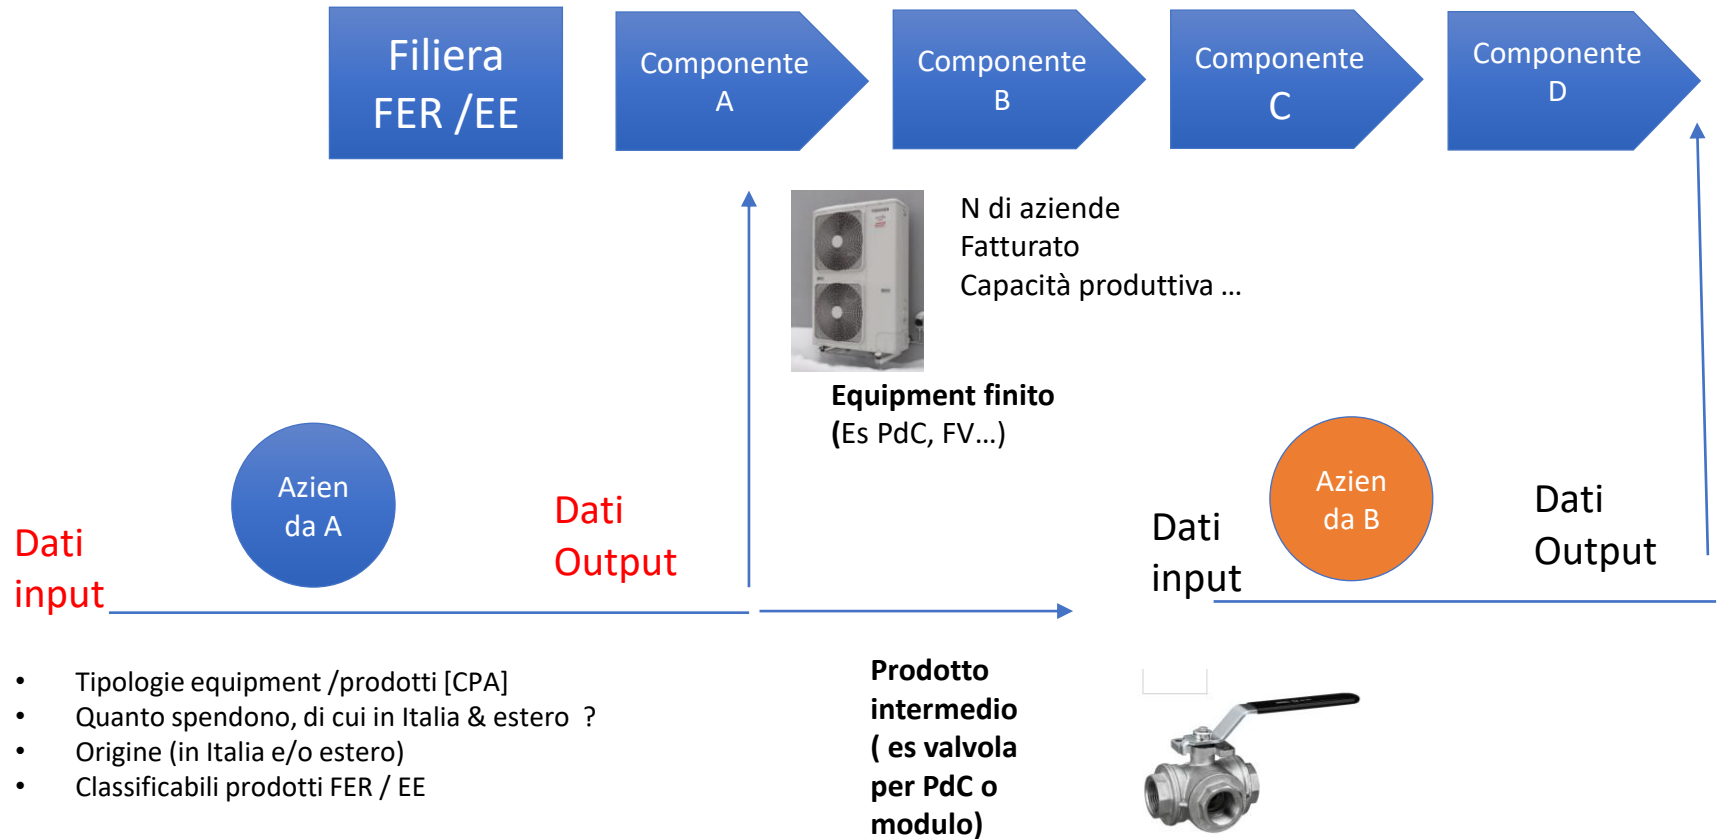 Filiera
FER /EE
Componente
A
Componente
B
Componente
C
Componente
D
N di aziende
Fatturato
Capacità produttiva ...
Equipment finito
(Es PdC, FV...)
Azien
da A
Dati
Output
Dati
input
Azien
da B
Dati
input
Dati
Output
• Tipologie equipment /prodotti [CPA]
• Quanto spendono, di cui in Italia & estero ?
• Origine (in Italia e/o estero)
• Classificabili prodotti FER / EE
Prodotto
intermedio
( es valvola
per PdC o
modulo)